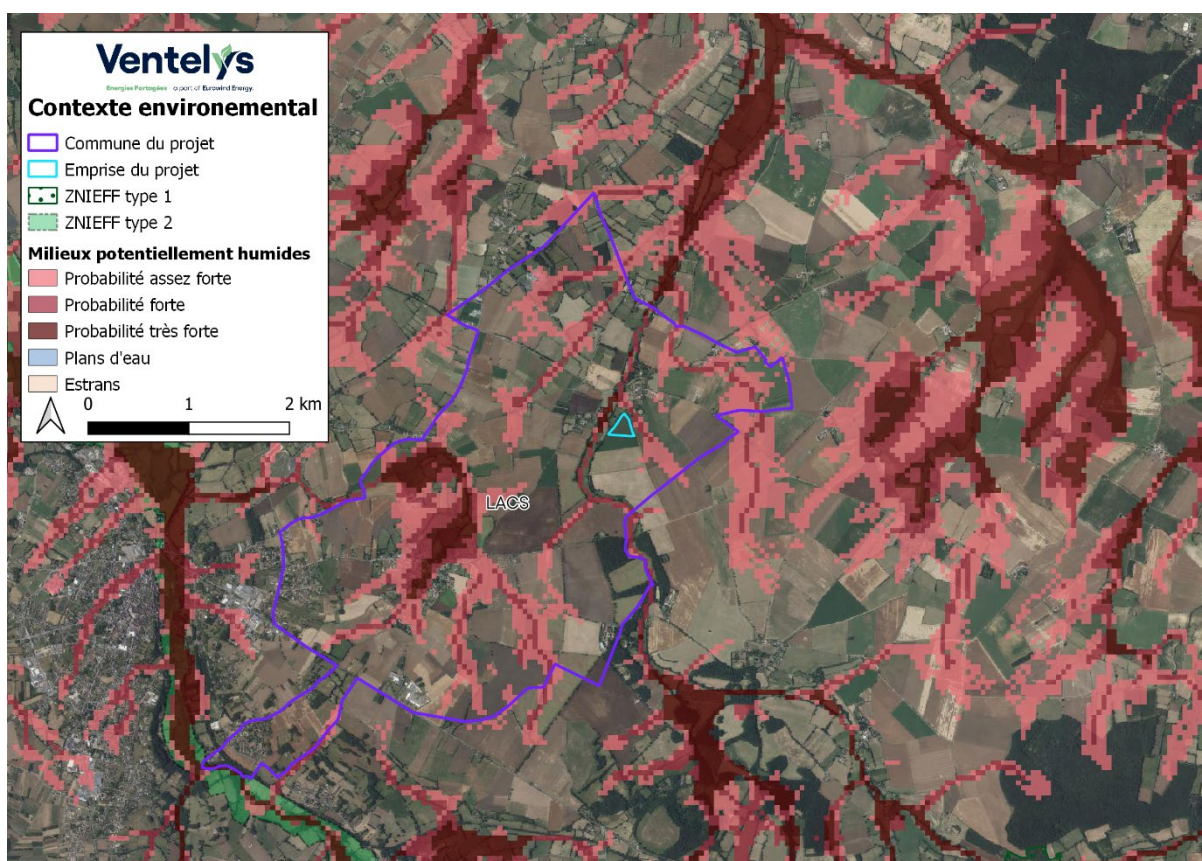 Ventelys
Energies Partagées a part of Eurowind Energy.
Contexte environemental
Commune du projet
Emprise du projet
ZNIEFF type 1
ZNIEFF type 2
Milieux potentiellement humides
Probabilité assez forte
Probabilité forte
Probabilité très forte
Plans d'eau
Estrans
0 1 2 km
LACS